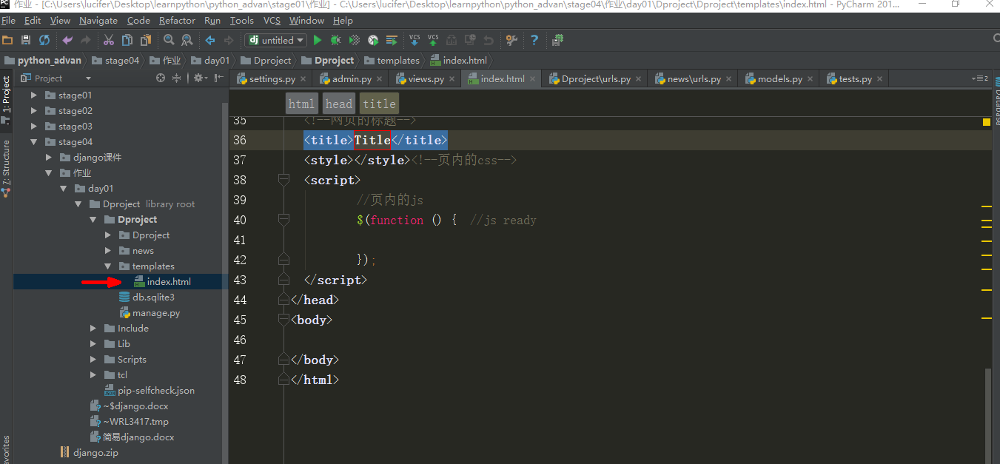 作业 - [C:\Users\lucifer\Desktop\learnpython\python_advan\stage01\作业] - C:\Users\lucifer\Desktop\learnpython\python_advan\stage04\作业\day01\Dproject\Dproject\templates\index.html - PyCharm 201...
File Edit View Navigate Code Refactor Run Tools VCS Window Help
dj untitled VCS VCS ?
python_advan stage04 作业 day01 Dproject Dproject templates index.html
Project
settings.py admin.py views.py index.html Dproject\urls.py news\urls.py models.py tests.py 2
1: Project
7: Structure
Database
stage01
stage02
stage03
stage04
django课件
作业
day01
Dproject library root
Dproject
Dproject
news
templates
index.html
db.sqlite3
manage.py
Include
Lib
Scripts
tcl
pip-selfcheck.json
~$django.docx
~WRL3417.tmp
简易django.docx
django.zip
html head title
35 <!--网页的标题-->
36 <title>Title</title>
37 <style></style><!--页内的css-->
38 <script>
39 //页内的js
40 $(function () { //js ready
41
42 });
43 </script>
44 </head>
45 <body>
46
47 </body>
48 </html>